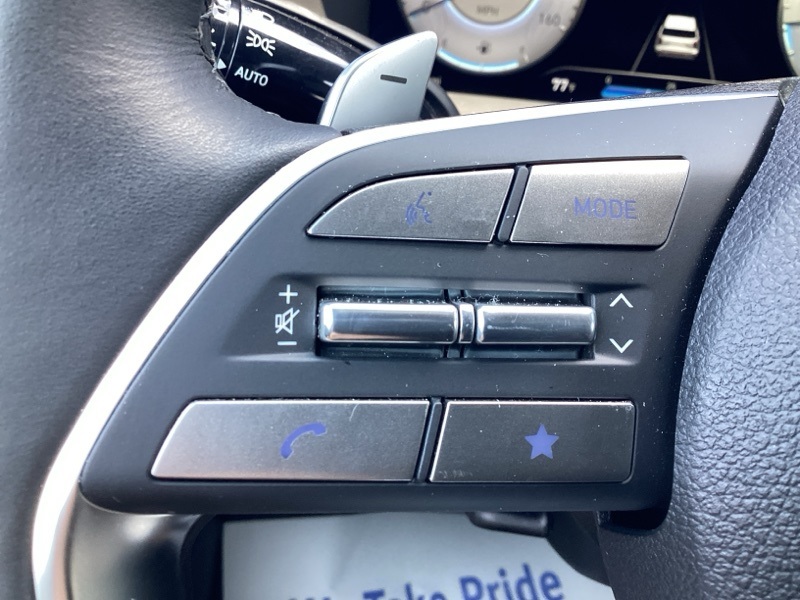 MPH
160
AUTO
77°F
MODE
We Take Pride